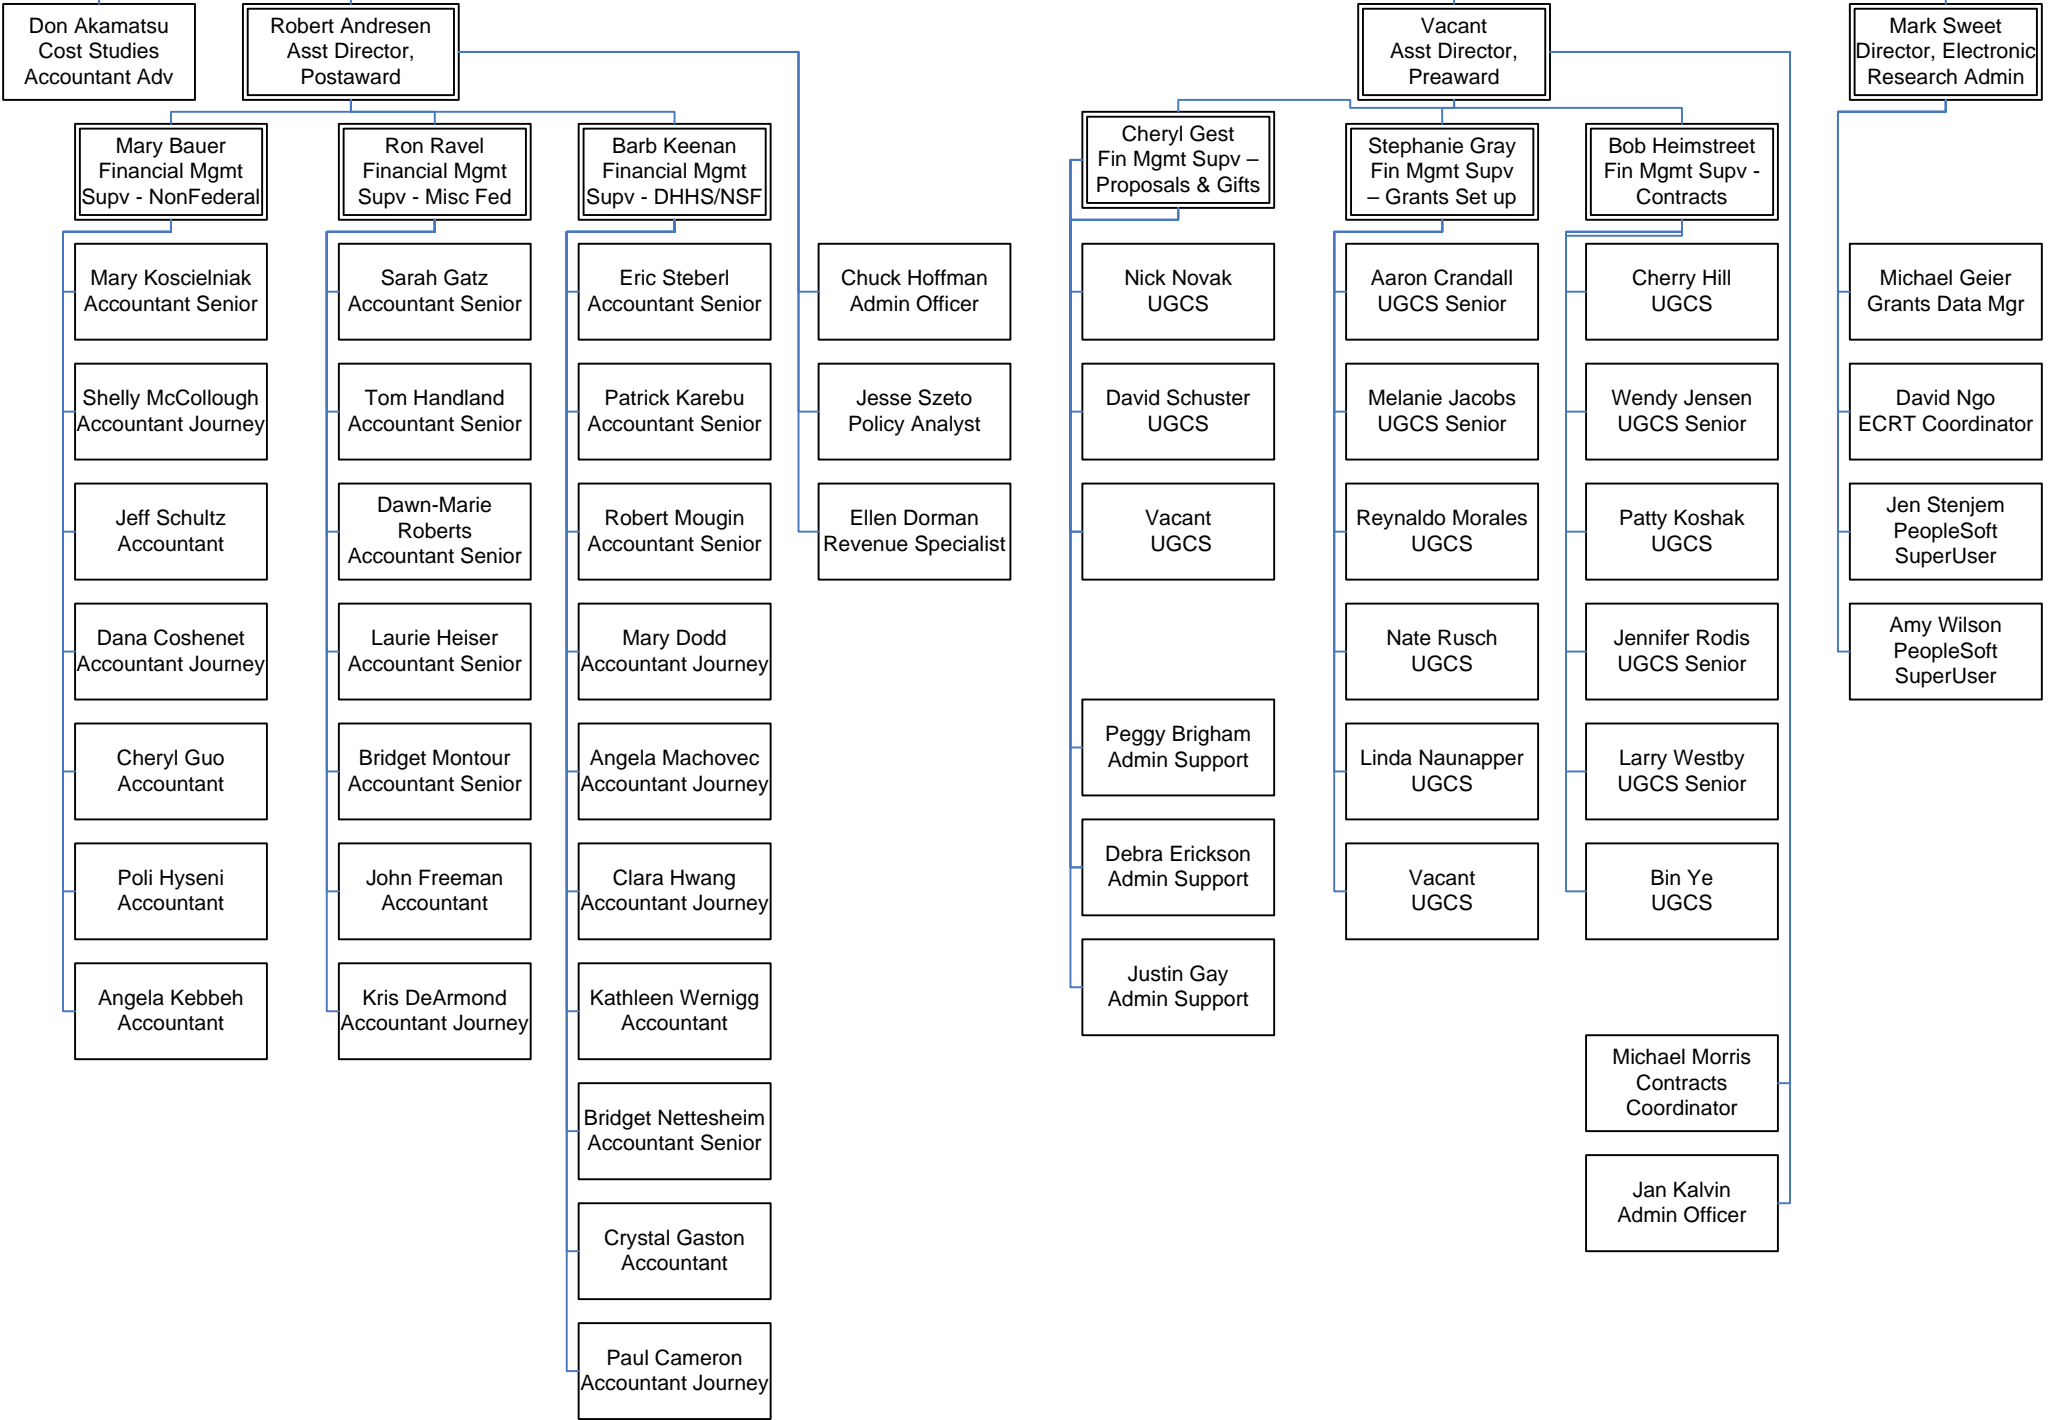 Don Akamatsu
Cost Studies
Accountant Adv
Robert Andresen
Asst Director,
Postaward
Vacant
Asst Director,
Preaward
Mark Sweet
Director, Electronic
Research Admin
Mary Bauer
Financial Mgmt
Supv - NonFederal
Ron Ravel
Financial Mgmt
Supv - Misc Fed
Barb Keenan
Financial Mgmt
Supv - DHHS/NSF
Cheryl Gest
Fin Mgmt Supv –
Proposals & Gifts
Stephanie Gray
Fin Mgmt Supv
– Grants Set up
Bob Heimstreet
Fin Mgmt Supv -
Contracts
Mary Koscielniak
Accountant Senior
Shelly McCollough
Accountant Journey
Jeff Schultz
Accountant
Dana Coshenet
Accountant Journey
Cheryl Guo
Accountant
Poli Hyseni
Accountant
Angela Kebbeh
Accountant
Sarah Gatz
Accountant Senior
Tom Handland
Accountant Senior
Dawn-Marie
Roberts
Accountant Senior
Laurie Heiser
Accountant Senior
Bridget Montour
Accountant Senior
John Freeman
Accountant
Kris DeArmond
Accountant Journey
Eric Steberl
Accountant Senior
Patrick Karebu
Accountant Senior
Robert Mougin
Accountant Senior
Mary Dodd
Accountant Journey
Angela Machovec
Accountant Journey
Clara Hwang
Accountant Journey
Kathleen Wernigg
Accountant
Bridget Nettesheim
Accountant Senior
Crystal Gaston
Accountant
Paul Cameron
Accountant Journey
Chuck Hoffman
Admin Officer
Jesse Szeto
Policy Analyst
Ellen Dorman
Revenue Specialist
Nick Novak
UGCS
David Schuster
UGCS
Vacant
UGCS
Peggy Brigham
Admin Support
Debra Erickson
Admin Support
Justin Gay
Admin Support
Aaron Crandall
UGCS Senior
Melanie Jacobs
UGCS Senior
Reynaldo Morales
UGCS
Nate Rusch
UGCS
Linda Naunapper
UGCS
Vacant
UGCS
Cherry Hill
UGCS
Wendy Jensen
UGCS Senior
Patty Koshak
UGCS
Jennifer Rodis
UGCS Senior
Larry Westby
UGCS Senior
Bin Ye
UGCS
Michael Morris
Contracts
Coordinator
Jan Kalvin
Admin Officer
Michael Geier
Grants Data Mgr
David Ngo
ECRT Coordinator
Jen Stenjem
PeopleSoft
SuperUser
Amy Wilson
PeopleSoft
SuperUser